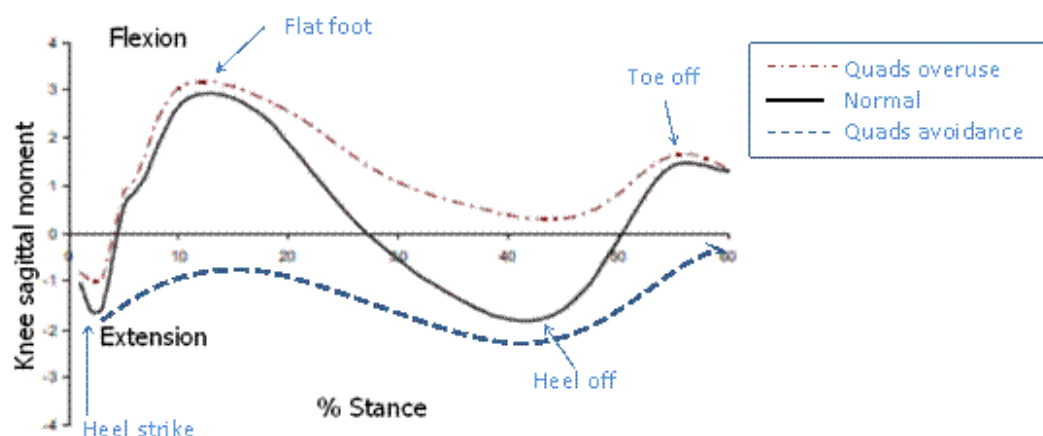 Flexion
Flat foot
Toe off
Quads overuse
Normal
Quads avoidance
Knee sagittal moment
4
3
2
1
0
-1
-2
-3
-4
0
10
20
30
40
50
60
Extension
Heel off
% Stance
Heel strike